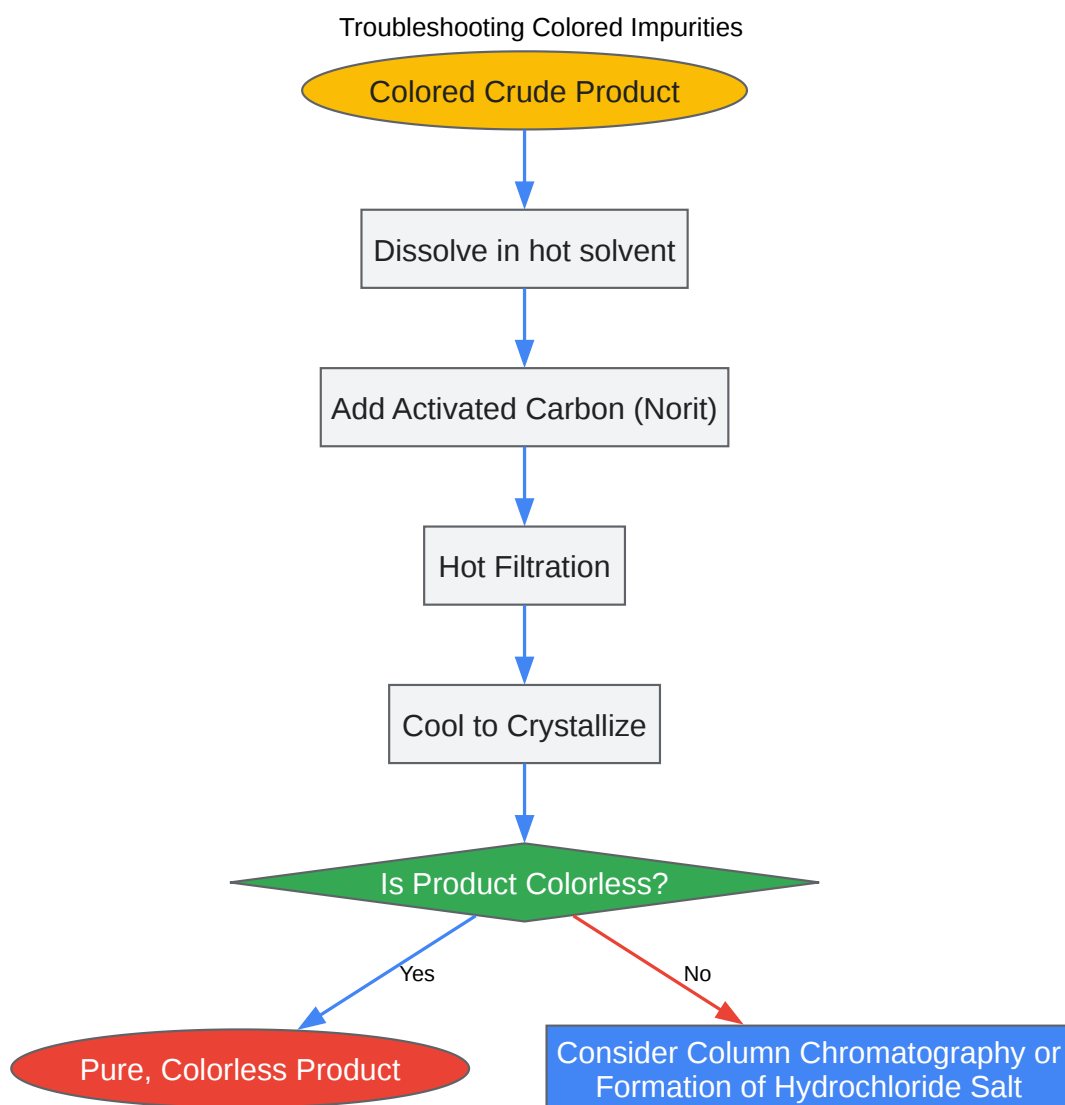 Troubleshooting Colored Impurities
Colored Crude Product
Dissolve in hot solvent
Add Activated Carbon (Norit)
Hot Filtration
Cool to Crystallize
Is Product Colorless?
Yes
No
Pure, Colorless Product
Consider Column Chromatography or
Formation of Hydrochloride Salt